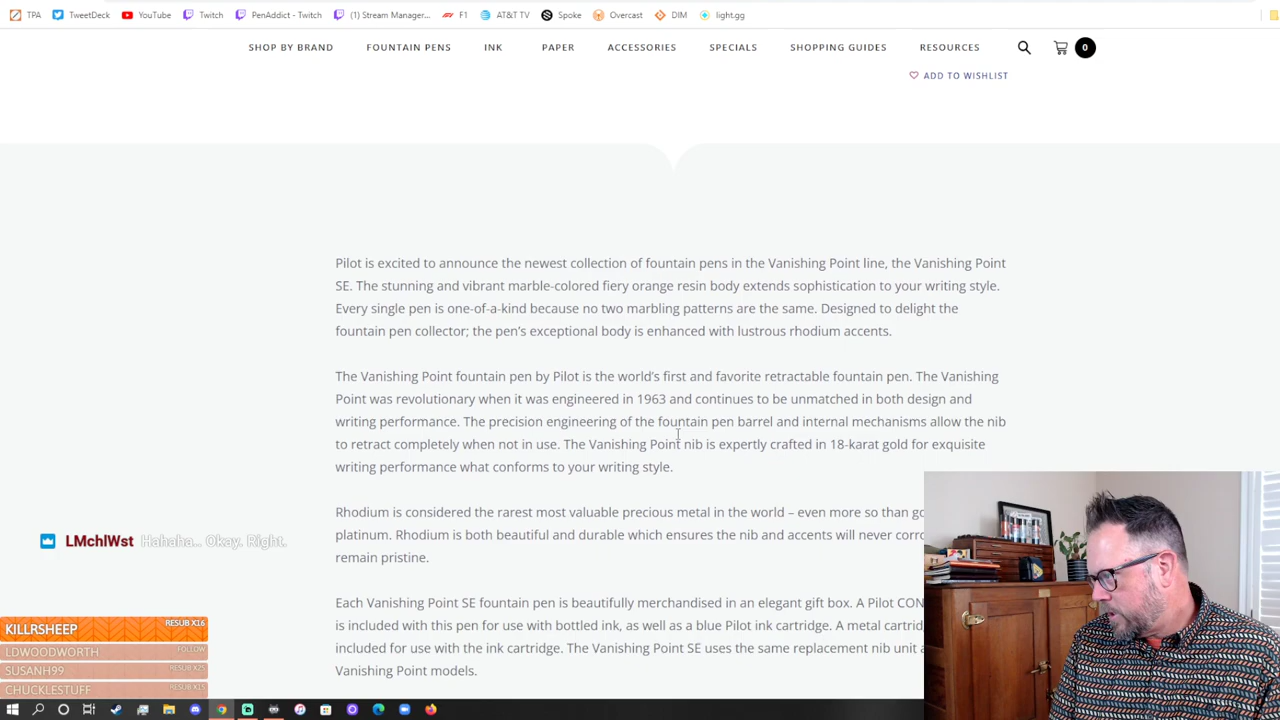 TPA TweetDeck YouTube Twitch PenAddict - Twitch (1) Stream Manager... F1 AT&T TV Spoke Overcast DIM light.gg
SHOP BY BRAND FOUNTAIN PENS INK PAPER ACCESSORIES SPECIALS SHOPPING GUIDES RESOURCES 0
ADD TO WISHLIST
Pilot is excited to announce the newest collection of fountain pens in the Vanishing Point line, the Vanishing Point
SE. The stunning and vibrant marble-colored fiery orange resin body extends sophistication to your writing style.
Every single pen is one-of-a-kind because no two marbling patterns are the same. Designed to delight the
fountain pen collector; the pen's exceptional body is enhanced with lustrous rhodium accents.
The Vanishing Point fountain pen by Pilot is the world's first and favorite retractable fountain pen. The Vanishing
Point was revolutionary when it was engineered in 1963 and continues to be unmatched in both design and
writing performance. The precision engineering of the fountain pen barrel and internal mechanisms allow the nib
to retract completely when not in use. The Vanishing Point nib is expertly crafted in 18-karat gold for exquisite
writing performance what conforms to your writing style.
Rhodium is considered the rarest most valuable precious metal in the world – even more so than go
platinum. Rhodium is both beautiful and durable which ensures the nib and accents will never corro
remain pristine.
Each Vanishing Point SE fountain pen is beautifully merchandised in an elegant gift box. A Pilot CON
is included with this pen for use with bottled ink, as well as a blue Pilot ink cartridge. A metal cartrid
included for use with the ink cartridge. The Vanishing Point SE uses the same replacement nib unit a
Vanishing Point models.
LMchlWst Hahaha... Okay. Right.
KILLRSHEEP RESUB X16
LDWOODWORTH FOLLOW
SUSANH99 RESUB X25
CHUCKLESTUFF RESUB X15